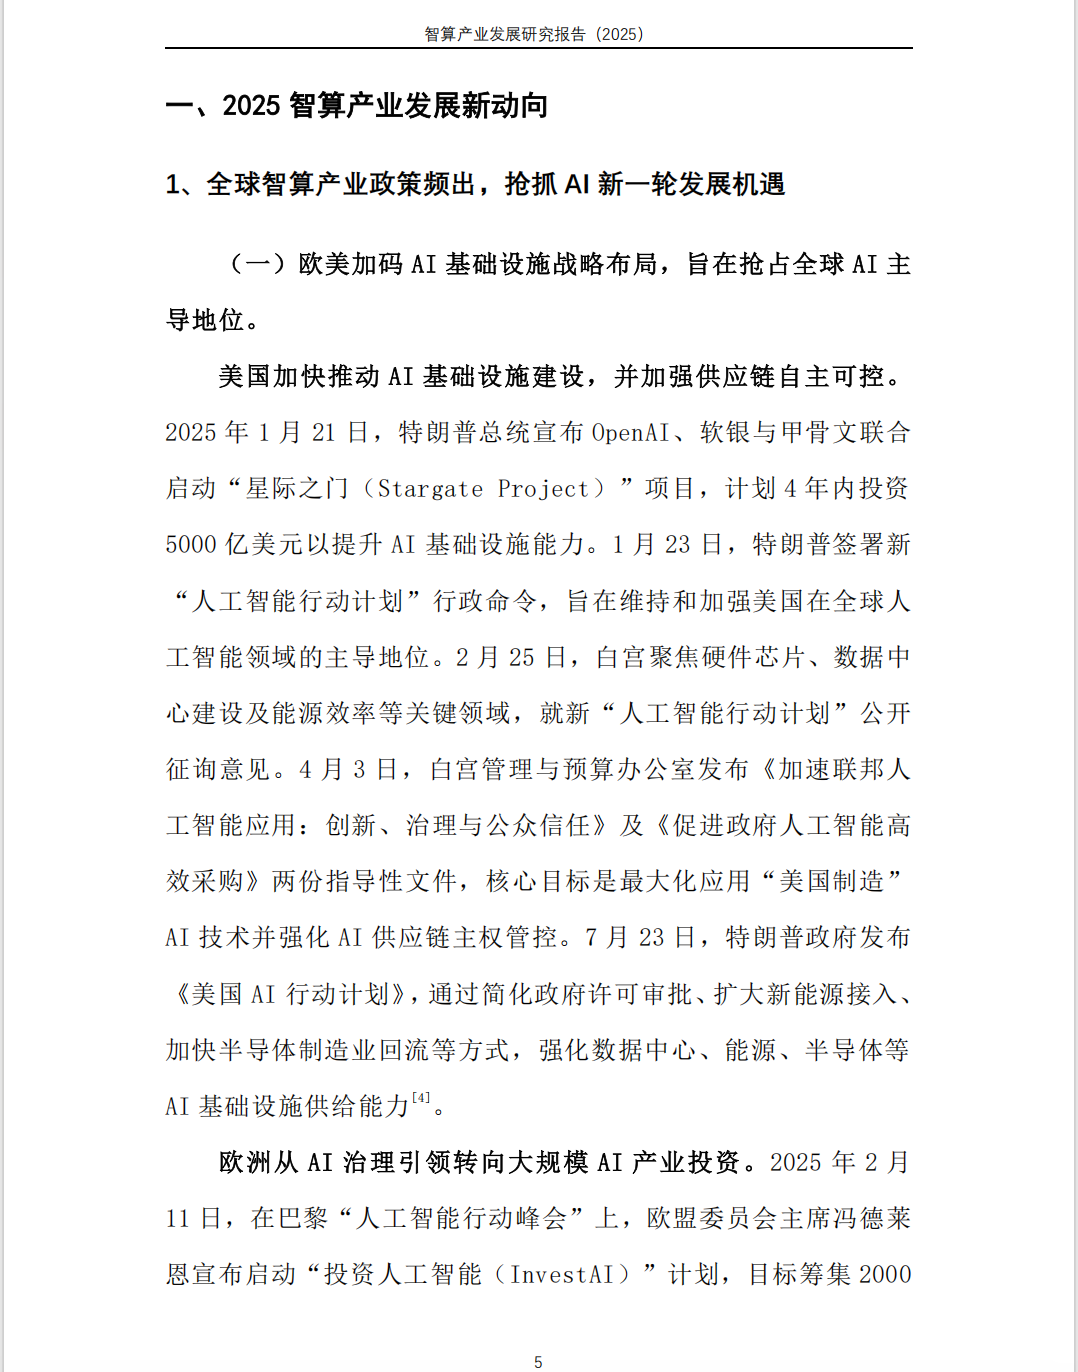 智算产业发展研究报告（2025）
一、2025 智算产业发展新动向
1、全球智算产业政策频出，抢抓 AI 新一轮发展机遇
（一）欧美加码 AI 基础设施战略布局，旨在抢占全球 AI 主
导地位。
美国加快推动 AI 基础设施建设，并加强供应链自主可控。
2025 年 1 月 21 日，特朗普总统宣布 OpenAI、软银与甲骨文联合
启动“星际之门（Stargate Project）”项目，计划 4 年内投资
5000 亿美元以提升 AI 基础设施能力。1 月 23 日，特朗普签署新
“人工智能行动计划”行政命令，旨在维持和加强美国在全球人
工智能领域的主导地位。2 月 25 日，白宫聚焦硬件芯片、数据中
心建设及能源效率等关键领域，就新“人工智能行动计划”公开
征询意见。4 月 3 日，白宫管理与预算办公室发布《加速联邦人
工智能应用：创新、治理与公众信任》及《促进政府人工智能高
效采购》两份指导性文件，核心目标是最大化应用“美国制造”
AI 技术并强化 AI 供应链主权管控。7 月 23 日，特朗普政府发布
《美国 AI 行动计划》，通过简化政府许可审批、扩大新能源接入、
加快半导体制造业回流等方式，强化数据中心、能源、半导体等
AI 基础设施供给能力[4]。
欧洲从 AI 治理引领转向大规模 AI 产业投资。2025 年 2 月
11 日，在巴黎“人工智能行动峰会”上，欧盟委员会主席冯德莱
恩宣布启动“投资人工智能（InvestAI）”计划，目标筹集 2000
5